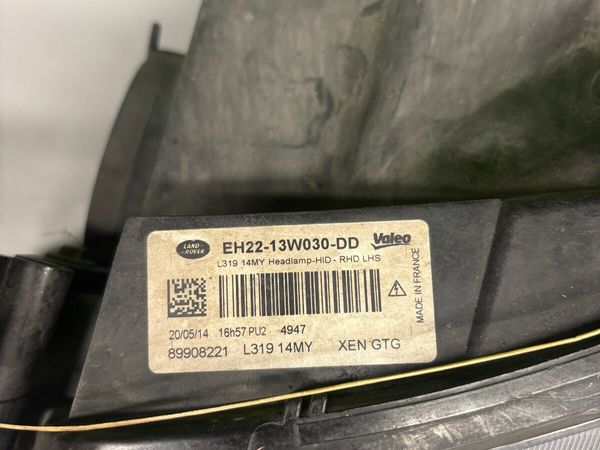 LAND ROVER EH22-13W030-DD Valeo
L319 14MY Headlamp-HID - RHD LHS
MADE IN FRANCE
20/05/14 16h57 PU2 4947
89908221 L319 14MY XEN GTG